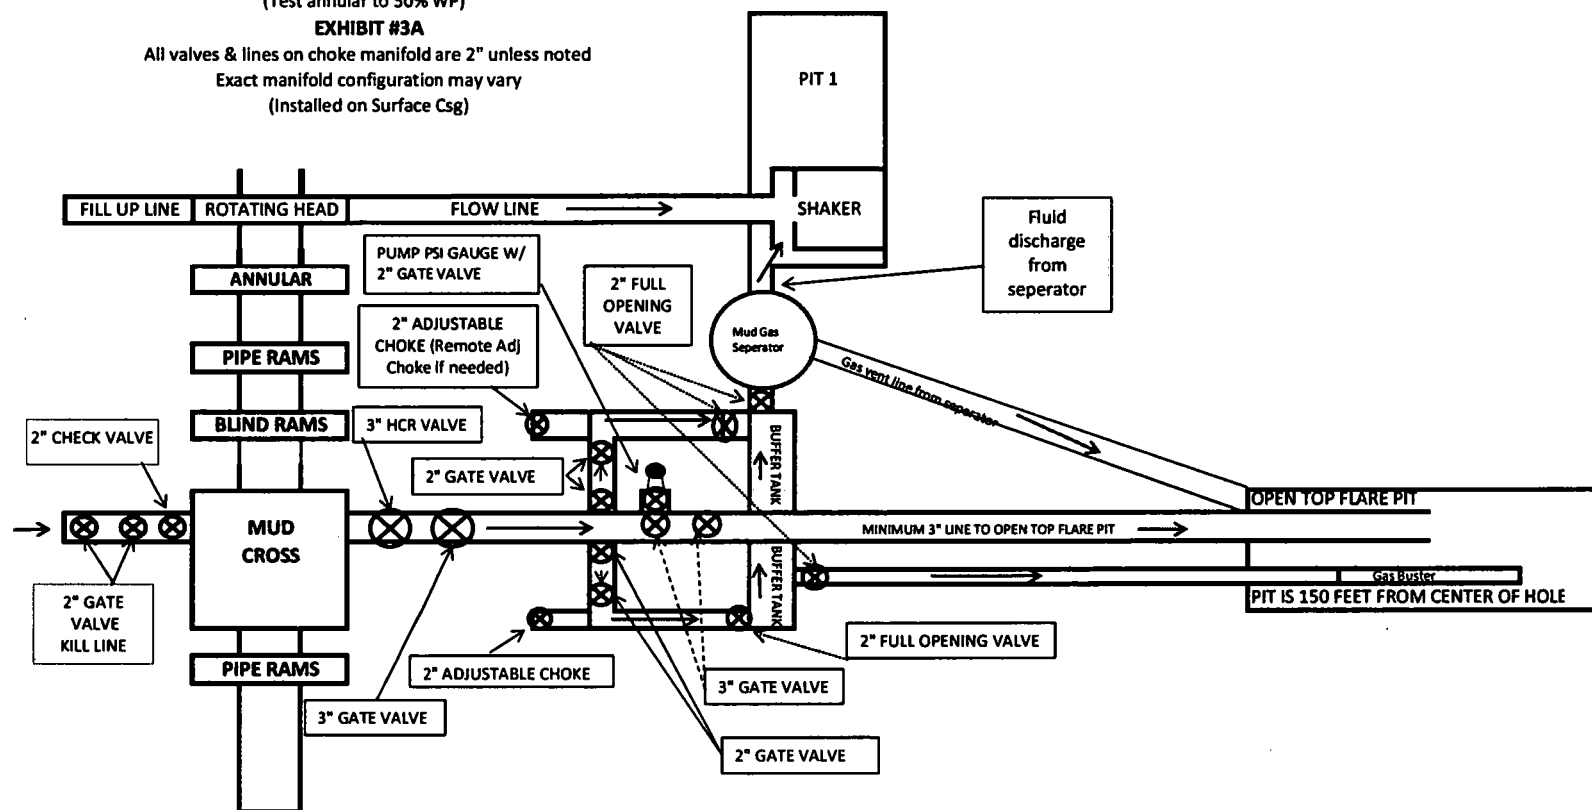 (Test annular to 50% WP)
EXHIBIT #3A
All valves & lines on choke manifold are 2" unless noted
Exact manifold configuration may vary
(Installed on Surface Csg)
PIT 1
FILL UP LINE
ROTATING HEAD
FLOW LINE
SHAKER
Fluid
discharge
from
seperator
PUMP PSI GAUGE W/
2" GATE VALVE
ANNULAR
2" FULL
OPENING
VALVE
2" ADJUSTABLE
CHOKE (Remote Adj
Choke if needed)
Mud Gas
Seperator
PIPE RAMS
Gas vent line from seperator
BLIND RAMS
3" HCR VALVE
2" CHECK VALVE
2" GATE VALVE
BUFFER TANK
OPEN TOP FLARE PIT
MUD
CROSS
MINIMUM 3" LINE TO OPEN TOP FLARE PIT
BUFFER TANK
Gas Buster
PIT IS 150 FEET FROM CENTER OF HOLE
2" GATE
VALVE
KILL LINE
2" FULL OPENING VALVE
PIPE RAMS
2" ADJUSTABLE CHOKE
3" GATE VALVE
3" GATE VALVE
2" GATE VALVE